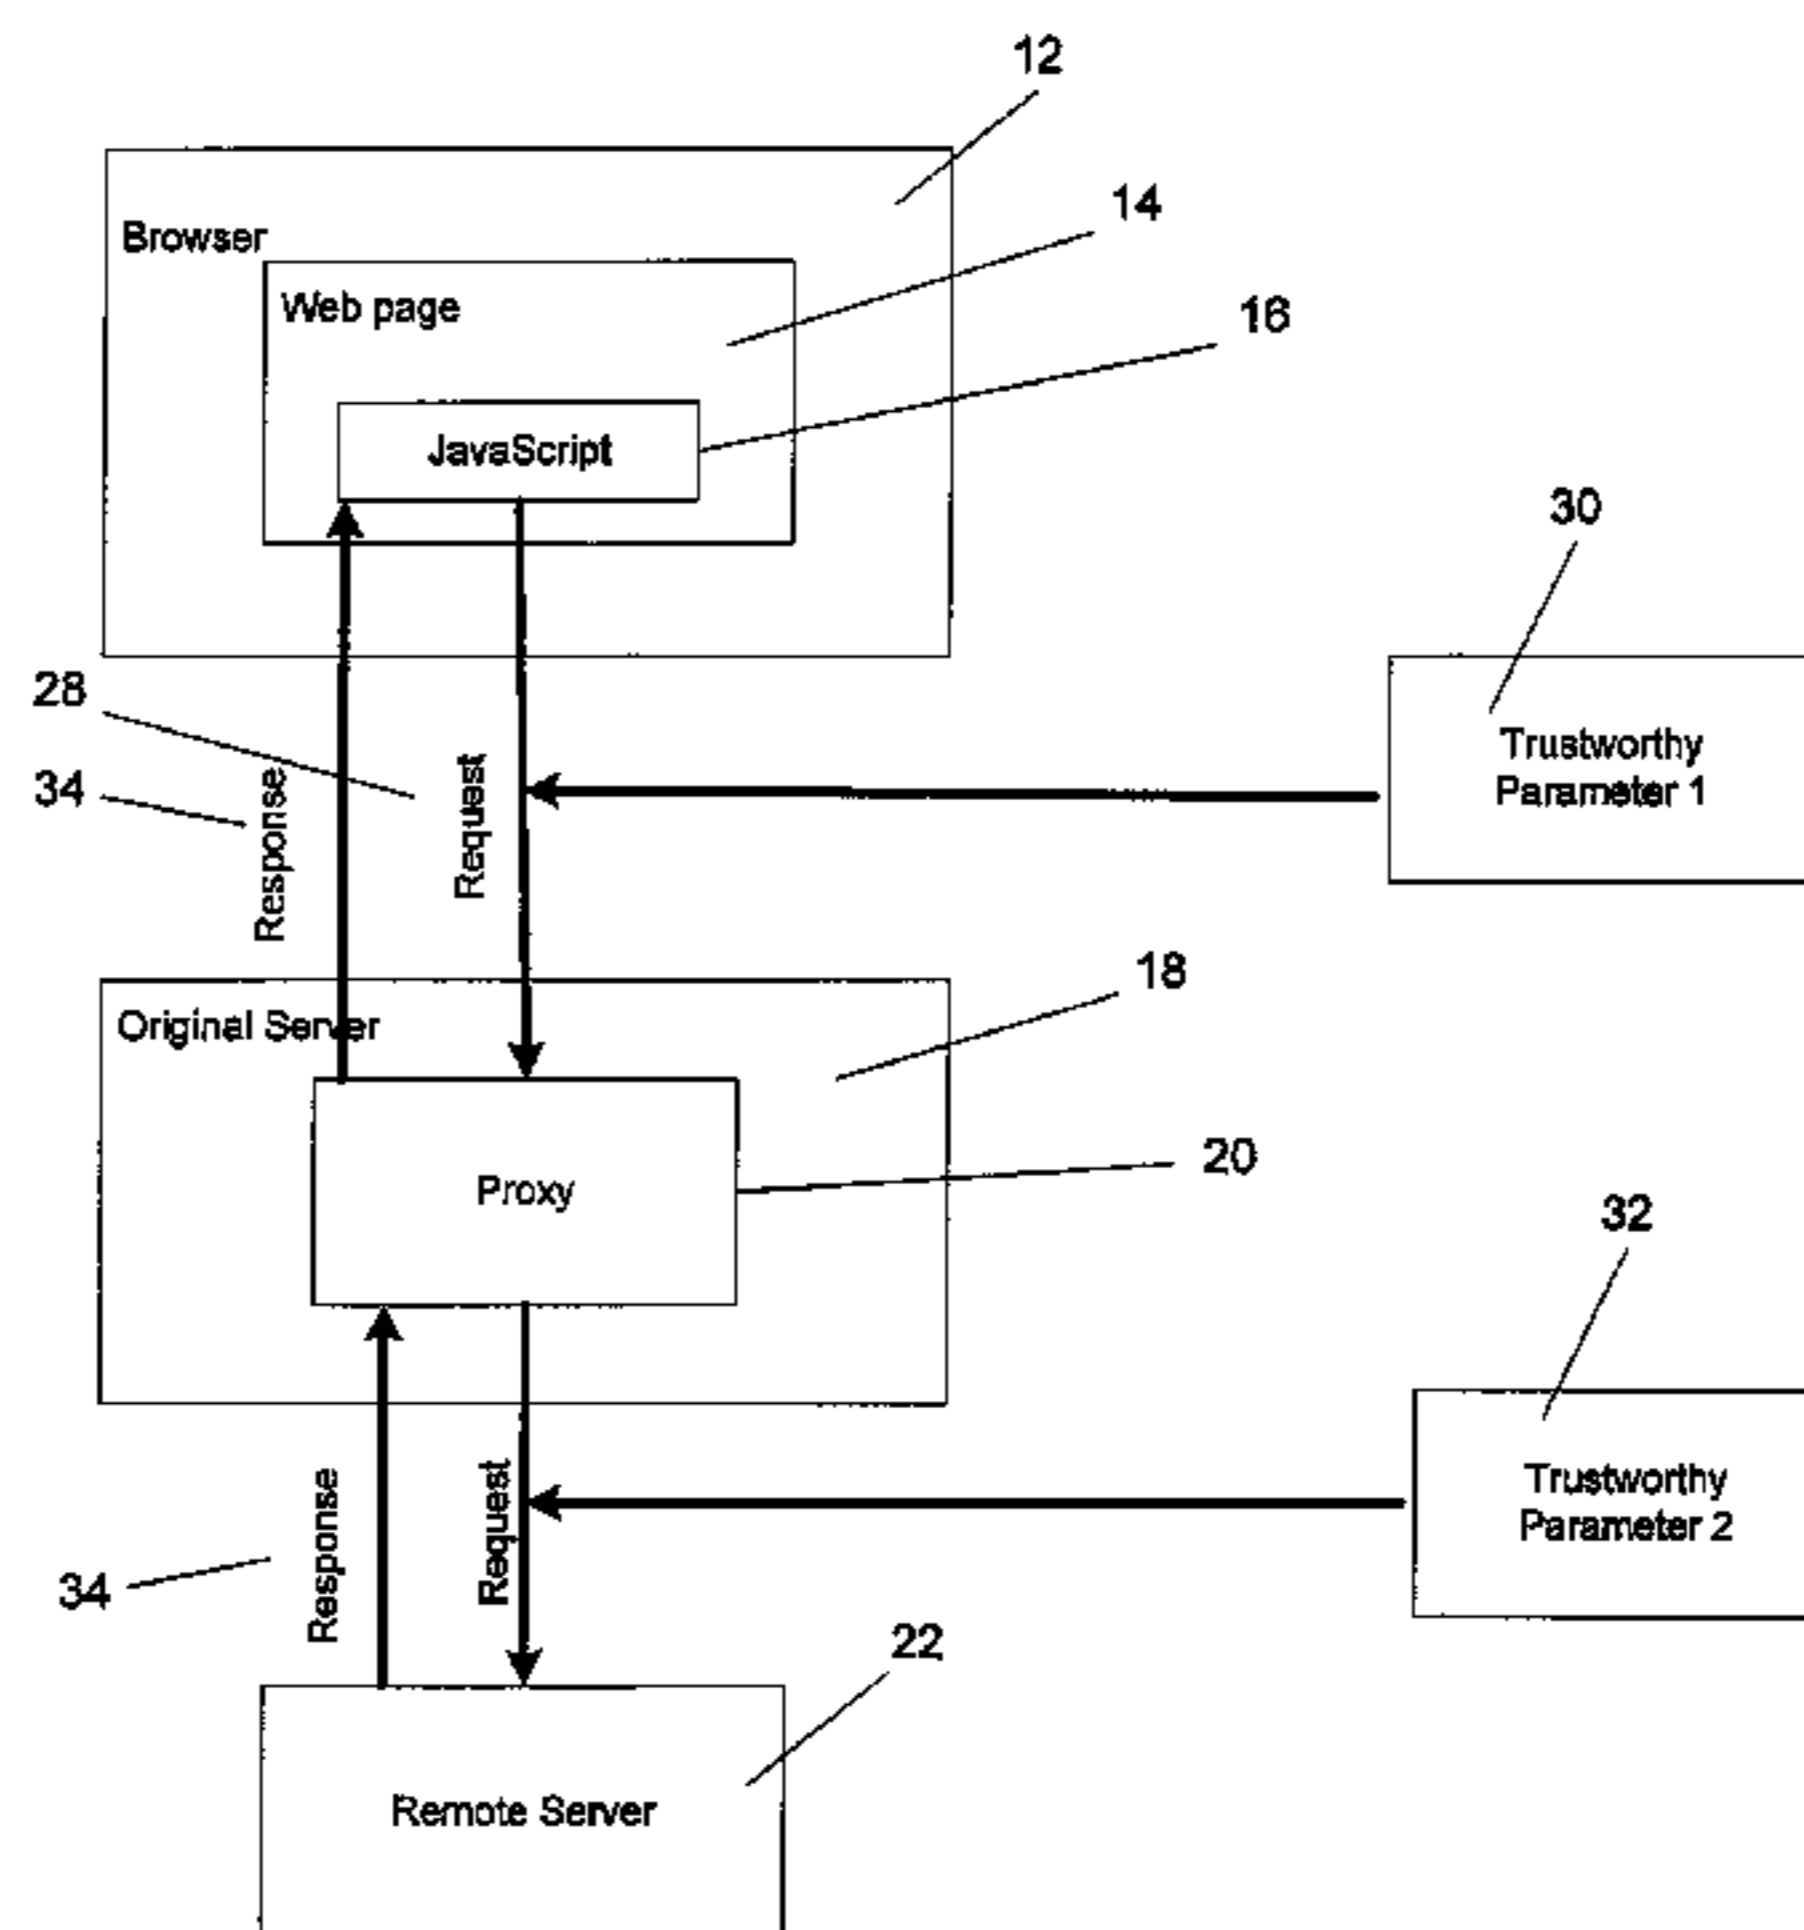 12
14
Browser
Web page
16
JavaScript
30
28
Trustworthy
Parameter 1
34
Response
Request
18
Original Server
20
Proxy
32
Response
Request
Trustworthy
Parameter 2
34
22
Remote Server